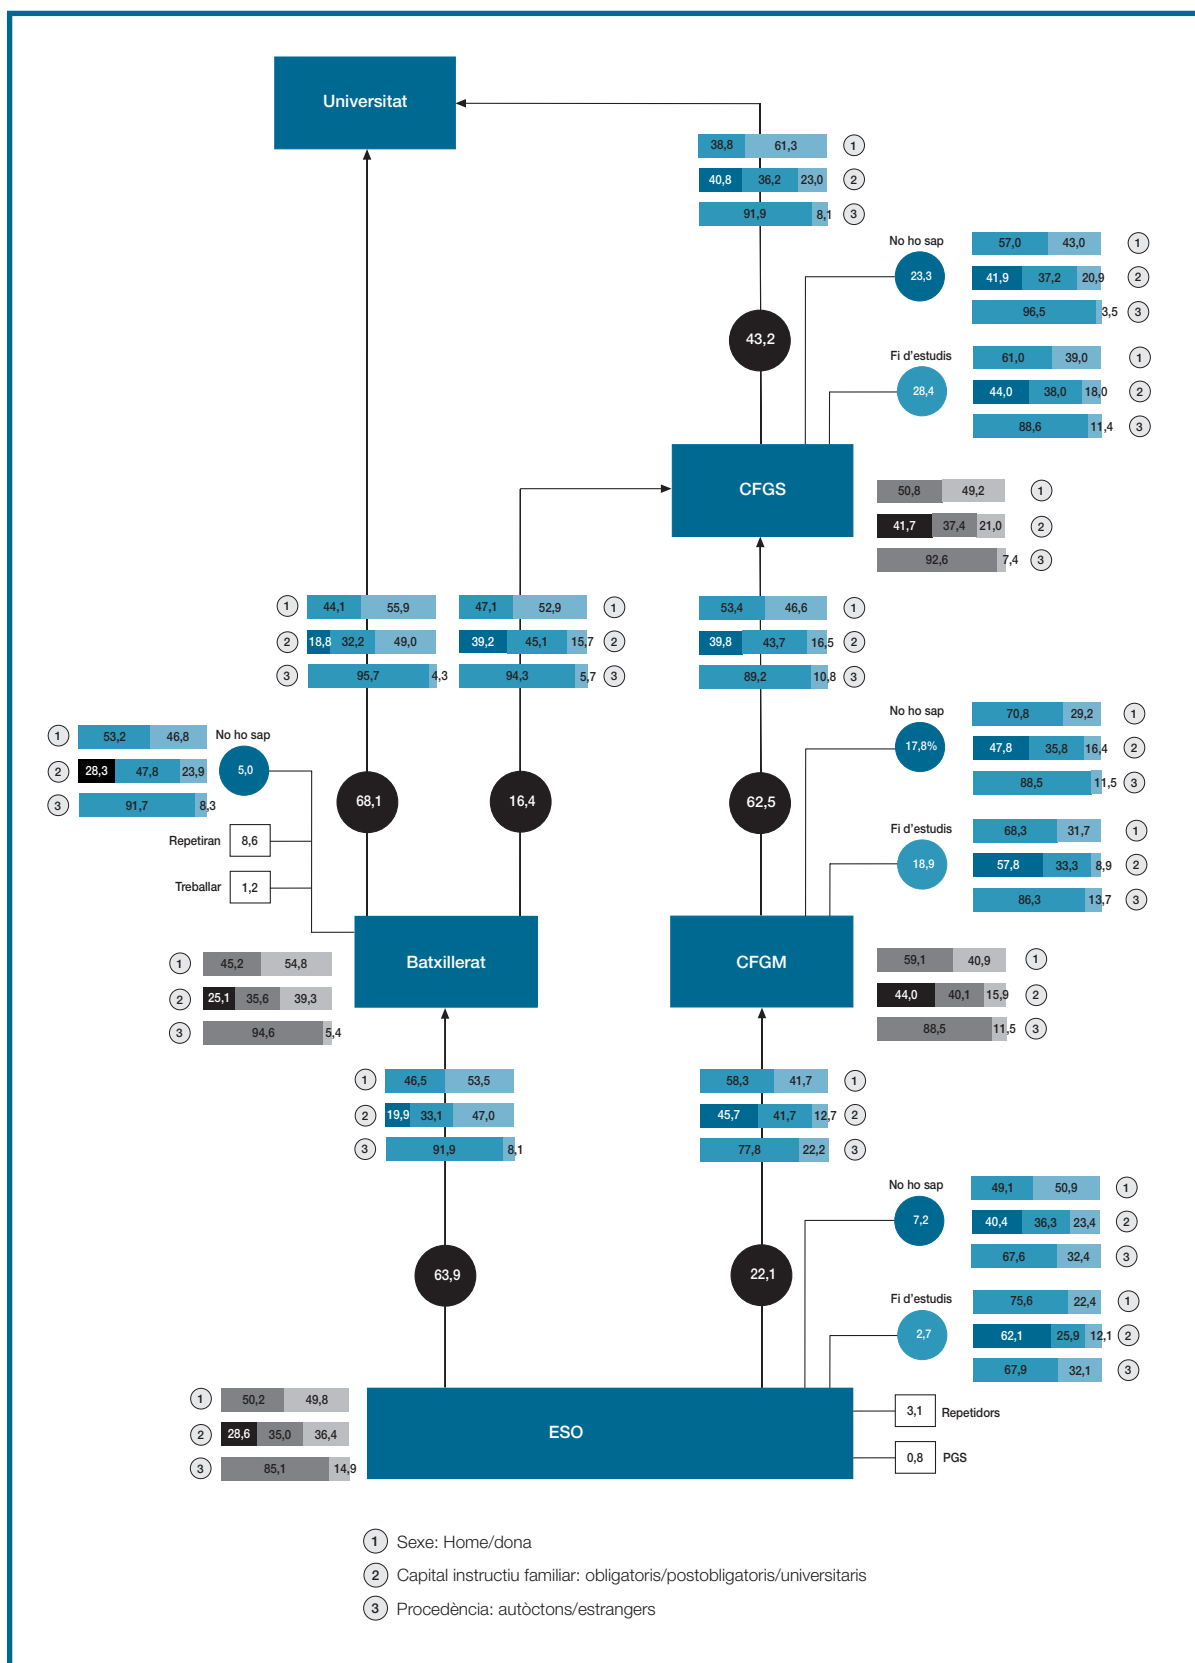 Universitat
38,8 61,3 1
40,8 36,2 23,0 2
91,9 8,1 3
No ho sap
23,3
57,0 43,0 1
41,9 37,2 20,9 2
96,5 3,5 3
43,2
Fi d'estudis
28,4
61,0 39,0 1
44,0 38,0 18,0 2
88,6 11,4 3
CFGS
50,8 49,2 1
41,7 37,4 21,0 2
92,6 7,4 3
1 44,1 55,9
2 18,8 32,2 49,0
3 95,7 4,3
47,1 52,9 1
39,2 45,1 15,7 2
94,3 5,7 3
53,4 46,6 1
39,8 43,7 16,5 2
89,2 10,8 3
1 53,2 46,8
2 28,3 47,8 23,9
3 91,7 8,3
No ho sap
5,0
Repetiran 8,6
Treballar 1,2
68,1
16,4
62,5
No ho sap
17,8%
70,8 29,2 1
47,8 35,8 16,4 2
88,5 11,5 3
Fi d'estudis
18,9
68,3 31,7 1
57,8 33,3 8,9 2
86,3 13,7 3
Batxillerat
1 45,2 54,8
2 25,1 35,6 39,3
3 94,6 5,4
CFGM
59,1 40,9 1
44,0 40,1 15,9 2
88,5 11,5 3
1 46,5 53,5
2 19,9 33,1 47,0
3 91,9 8,1
58,3 41,7 1
45,7 41,7 12,7 2
77,8 22,2 3
63,9
22,1
No ho sap
7,2
49,1 50,9 1
40,4 36,3 23,4 2
67,6 32,4 3
Fi d'estudis
2,7
75,6 22,4 1
62,1 25,9 12,1 2
67,9 32,1 3
1 50,2 49,8
2 28,6 35,0 36,4
3 85,1 14,9
ESO
3,1 Repetidors
0,8 PGS
1 Sexe: Home/dona
2 Capital instructiu familiar: obligatoris/postobligatoris/universitaris
3 Procedència: autòctons/estrangers